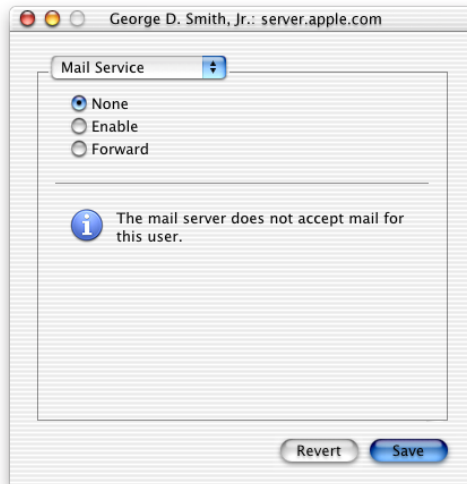 George D. Smith, Jr.: server.apple.com
Mail Service
None
Enable
Forward
The mail server does not accept mail for
this user.
Revert Save